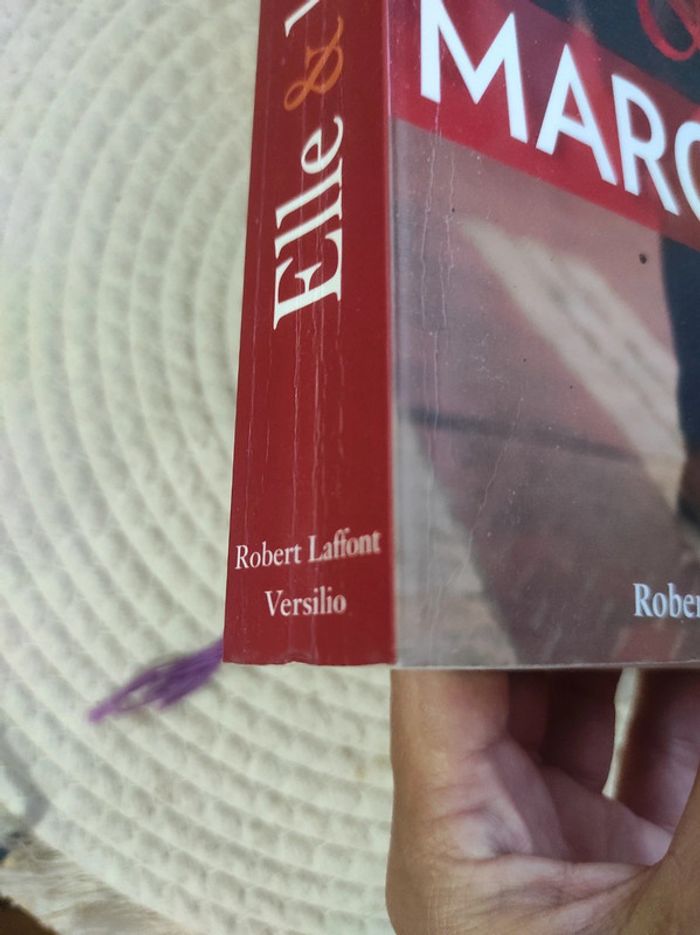 Elle &
Robert Laffont
Versilio
MARC
Rober